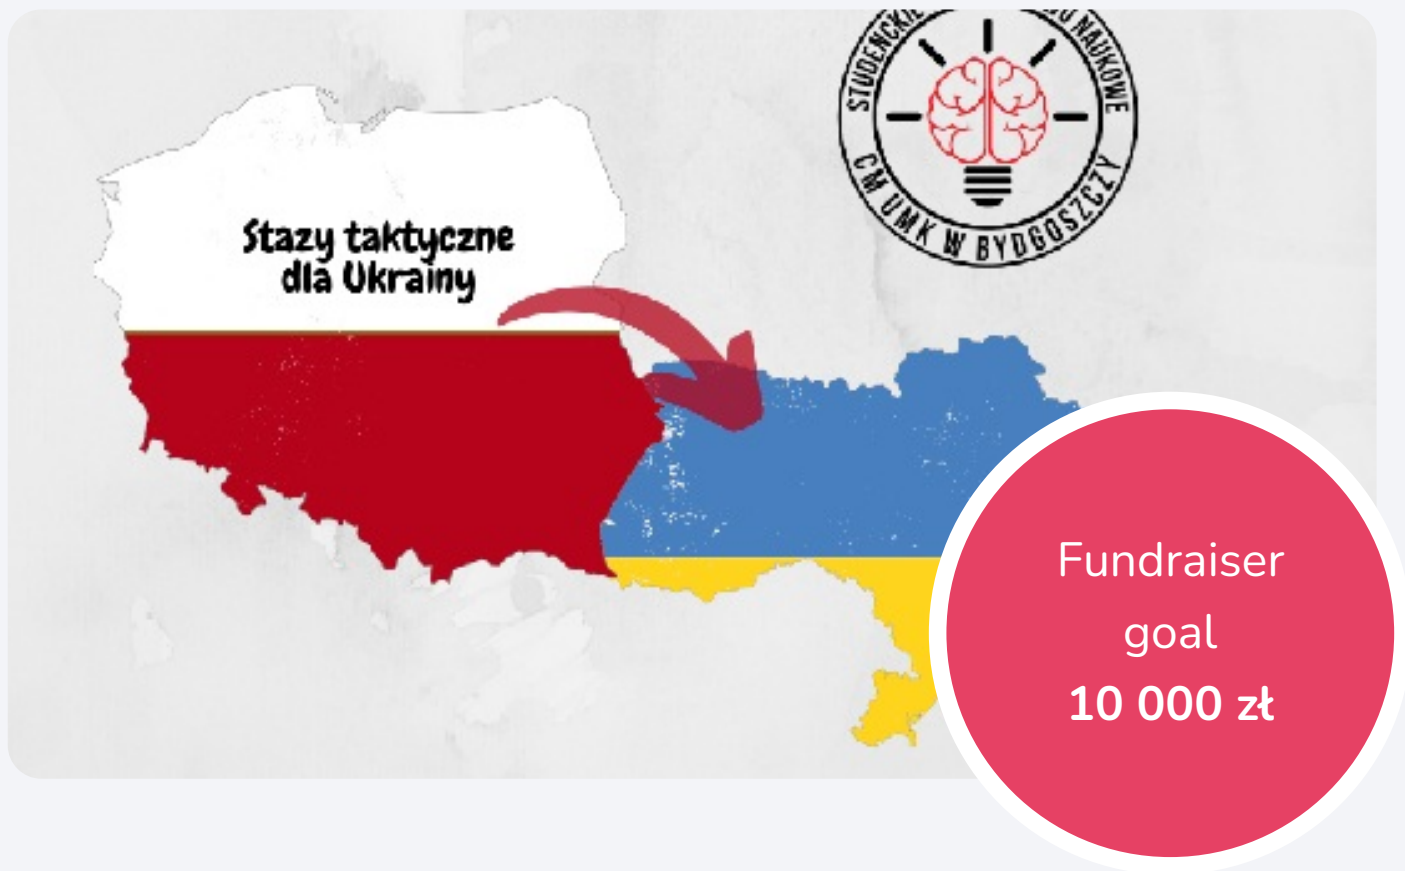 STUDENCKIE NAUKOWE
CM UMK W BYDGOSZCZY
Stazy taktyczne
dla Ukrainy
Fundraiser
goal
10 000 zł